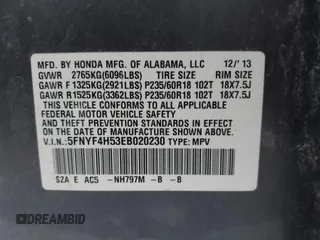 MFD. BY HONDA MFG. OF ALABAMA, LLC 12/'13
GVWR 2765KG(6096LBS) TIRE SIZE RIM SIZE
GAWR F 1325KG(2921LBS) P235/60R18 102T 18X7.5J
GAWR R 1525KG(3362LBS) P235/60R18 102T 18X7.5J
THIS VEHICLE CONFORMS TO ALL APPLICABLE
FEDERAL MOTOR VEHICLE SAFETY AND THEFT
PREVENTION STANDARDS IN EFFECT ON THE
DATE OF MANUFACTURE SHOWN ABOVE.
V.I.N.: 5FNYF4H53EB020230 TYPE: MPV
SZA E AC5 -NH797M -B -B
DREAMBID